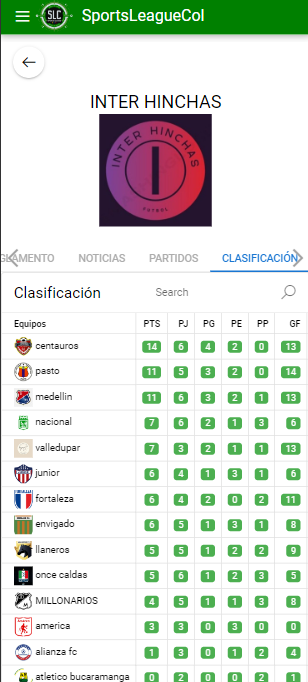 SLC
SportsLeagueCol
INTER HINCHAS
INTER HINCHAS
I
FUTBOL
GLAMENTO NOTICIAS PARTIDOS CLASIFICACIÓN
Clasificación Search
Equipos PTS PJ PG PE PP GF
centauros 14 6 4 2 0 13
pasto 11 5 3 2 0 14
medellin 11 6 3 2 1 13
nacional 7 6 2 1 3 6
valledupar 7 3 2 1 1 13
junior 6 4 1 3 1 6
fortaleza 6 4 2 0 2 11
envigado 6 5 1 3 1 8
llaneros 5 5 1 2 2 9
once caldas 5 6 1 2 3 5
MILLONARIOS 4 5 1 1 3 8
america 3 3 0 3 0 0
alianza fc 1 3 0 1 2 4
atletico bucaramanga 0 2 0 0 2 1